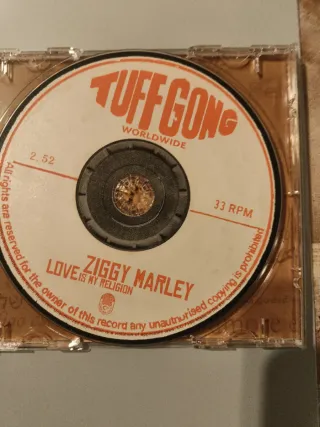 TUFF GONG
WORLDWIDE
2.52
33 RPM
ZIGGY MARLEY
LOVE IS MY RELIGION
All rights are reserved for the owner of this record any unauthorised copying is prohibited